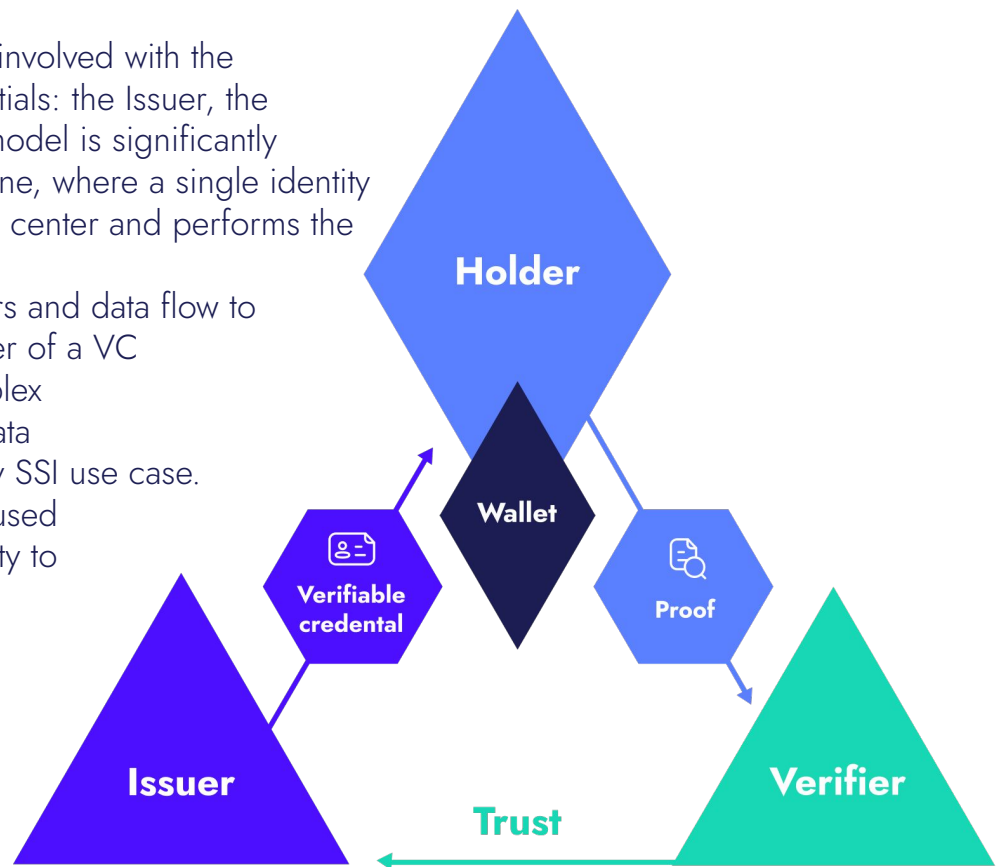 involved with the
tials: the Issuer, the
nodel is significantly
ne, where a single identity
center and performs the
rs and data flow to
er of a VC
plex
ata
y SSI use case.
used
ty to
Holder
Wallet
Verifiable
credental
Proof
Issuer
Verifier
Trust